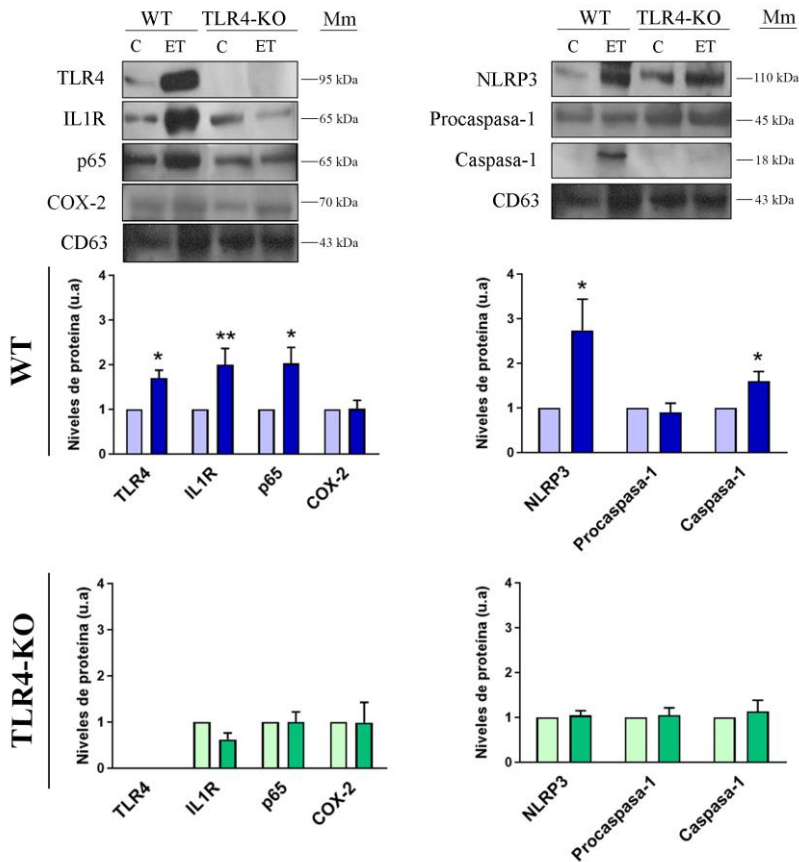 WT TLR4-KO Mm
C ET C ET
TLR4 95 kDa
IL1R 65 kDa
p65 65 kDa
COX-2 70 kDa
CD63 43 kDa
WT TLR4-KO Mm
C ET C ET
NLRP3 110 kDa
Procaspasa-1 45 kDa
Caspasa-1 18 kDa
CD63 43 kDa
WT
Niveles de proteina (u.a)
4
3
2
1
0
* ** *
TLR4 IL1R p65 COX-2
Niveles de proteina (u.a)
4
3
2
1
0
* *
NLRP3 Procaspasa-1 Caspasa-1
TLR4-KO
Niveles de proteina (u.a)
4
3
2
1
0
TLR4 IL1R p65 COX-2
Niveles de proteina (u.a)
4
3
2
1
0
NLRP3 Procaspasa-1 Caspasa-1